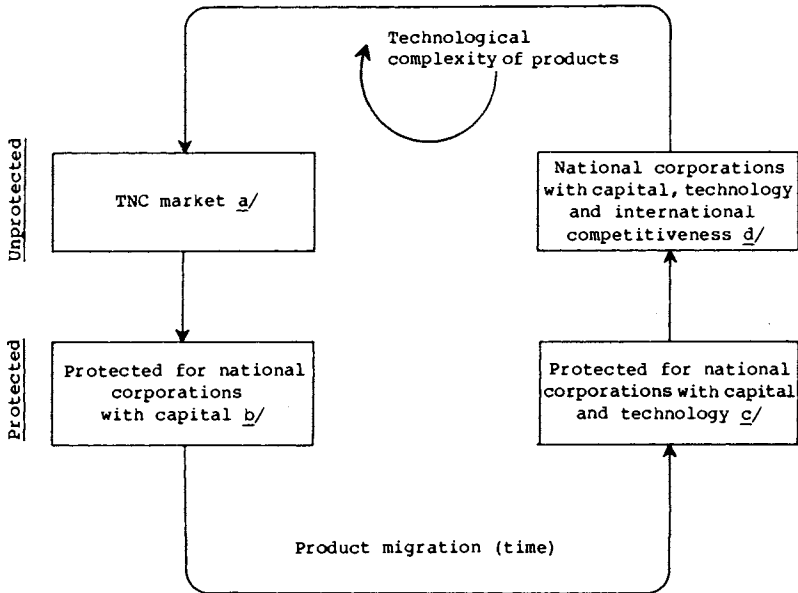 Technological
complexity of products
Unprotected
TNC market a/
National corporations
with capital, technology
and international
competitiveness d/
Protected
Protected for national
corporations
with capital b/
Protected for national
corporations with capital
and technology c/
Product migration (time)